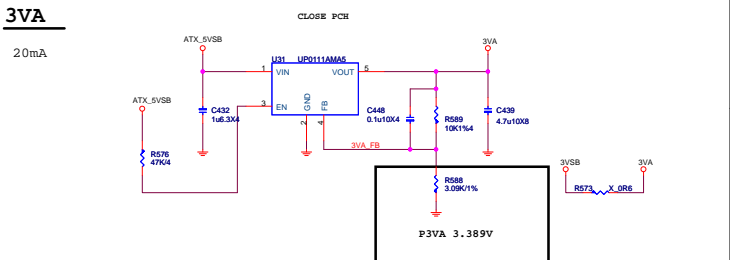 3VA
20mA
CLOSE PCH
ATX_5VSB
3VA
U31 UP0111AMA5
1 VIN VOUT 5
ATX_5VSB
3 EN
GND
FB
2
4
C432
1u6.3X4
C448
0.1u10X4
R589
10K1%4
C439
4.7u10X8
3VA_FB
R576
47K/4
R588
3.09K/1%
3VSB
3VA
R573 X_0R6
P3VA 3.389V